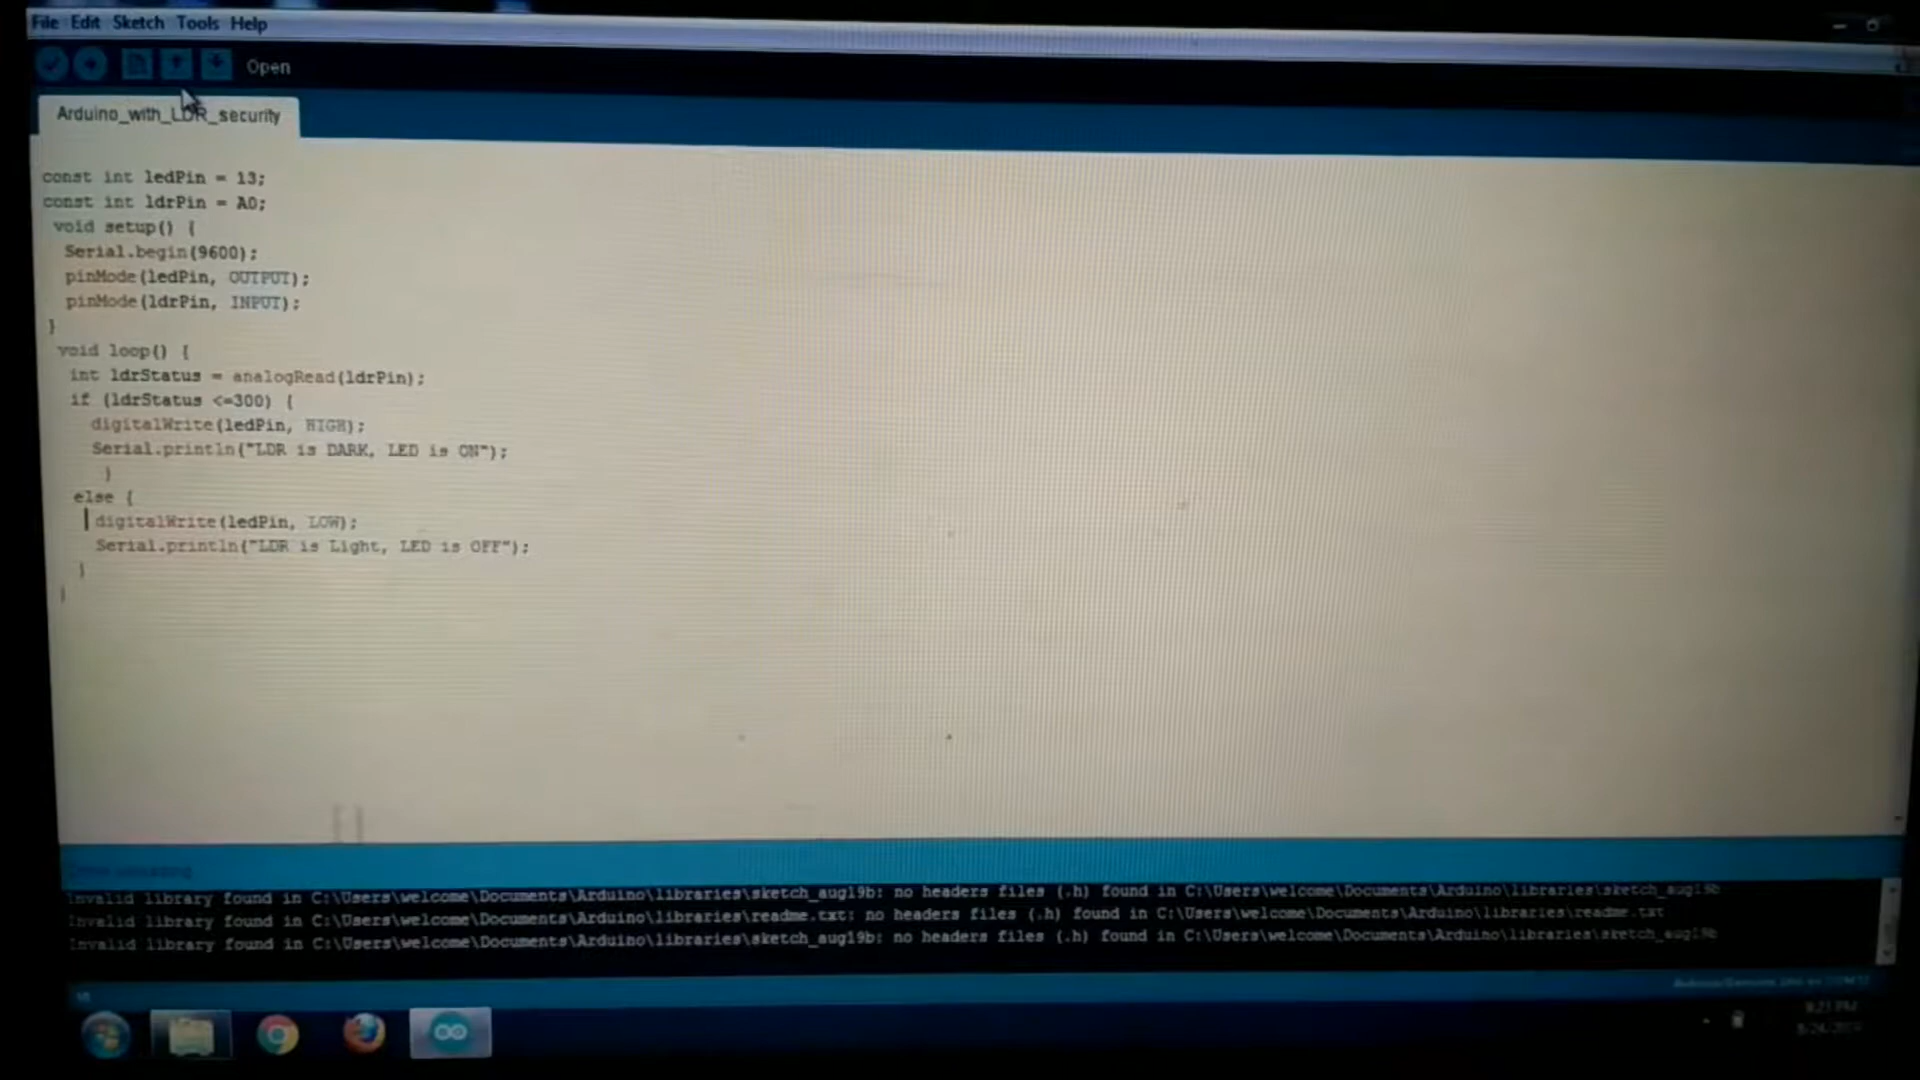 File Edit Sketch Tools Help
Open
Arduino_with_LDR_security
const int ledPin = 13;
const int ldrPin = A0;
void setup() {
Serial.begin(9600);
pinMode(ledPin, OUTPUT);
pinMode(ldrPin, INPUT);
}
void loop() {
int ldrStatus = analogRead(ldrPin);
if (ldrStatus <=300) {
digitalWrite(ledPin, HIGH);
Serial.println("LDR is DARK, LED is ON");
}
else {
digitalWrite(ledPin, LOW);
Serial.println("LDR is Light, LED is OFF");
}
}
Invalid library found in C:\Users\welcome\Documents\Arduino\libraries\sketch_aug19b: no headers files (.h) found in C:\Users\welcome\Documents\Arduino\libraries\sketch_aug19b
Invalid library found in C:\Users\welcome\Documents\Arduino\libraries\readme.txt: no headers files (.h) found in C:\Users\welcome\Documents\Arduino\libraries\readme.txt
Invalid library found in C:\Users\welcome\Documents\Arduino\libraries\sketch_aug19b: no headers files (.h) found in C:\Users\welcome\Documents\Arduino\libraries\sketch_aug19b